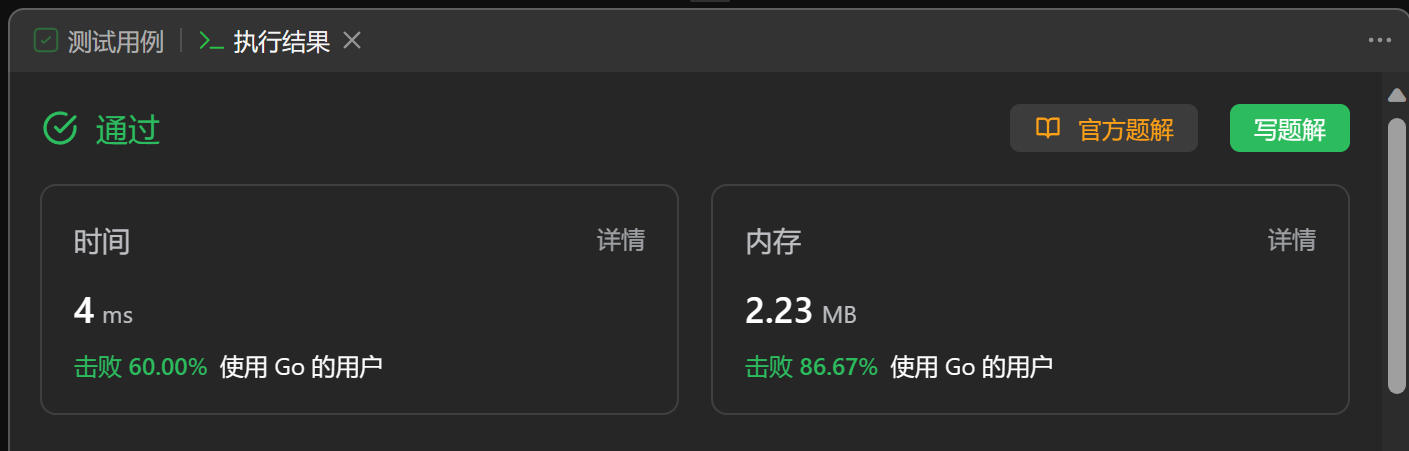 测试用例 执行结果
通过 官方题解 写题解
时间 详情
4 ms
击败 60.00% 使用 Go 的用户
内存 详情
2.23 MB
击败 86.67% 使用 Go 的用户